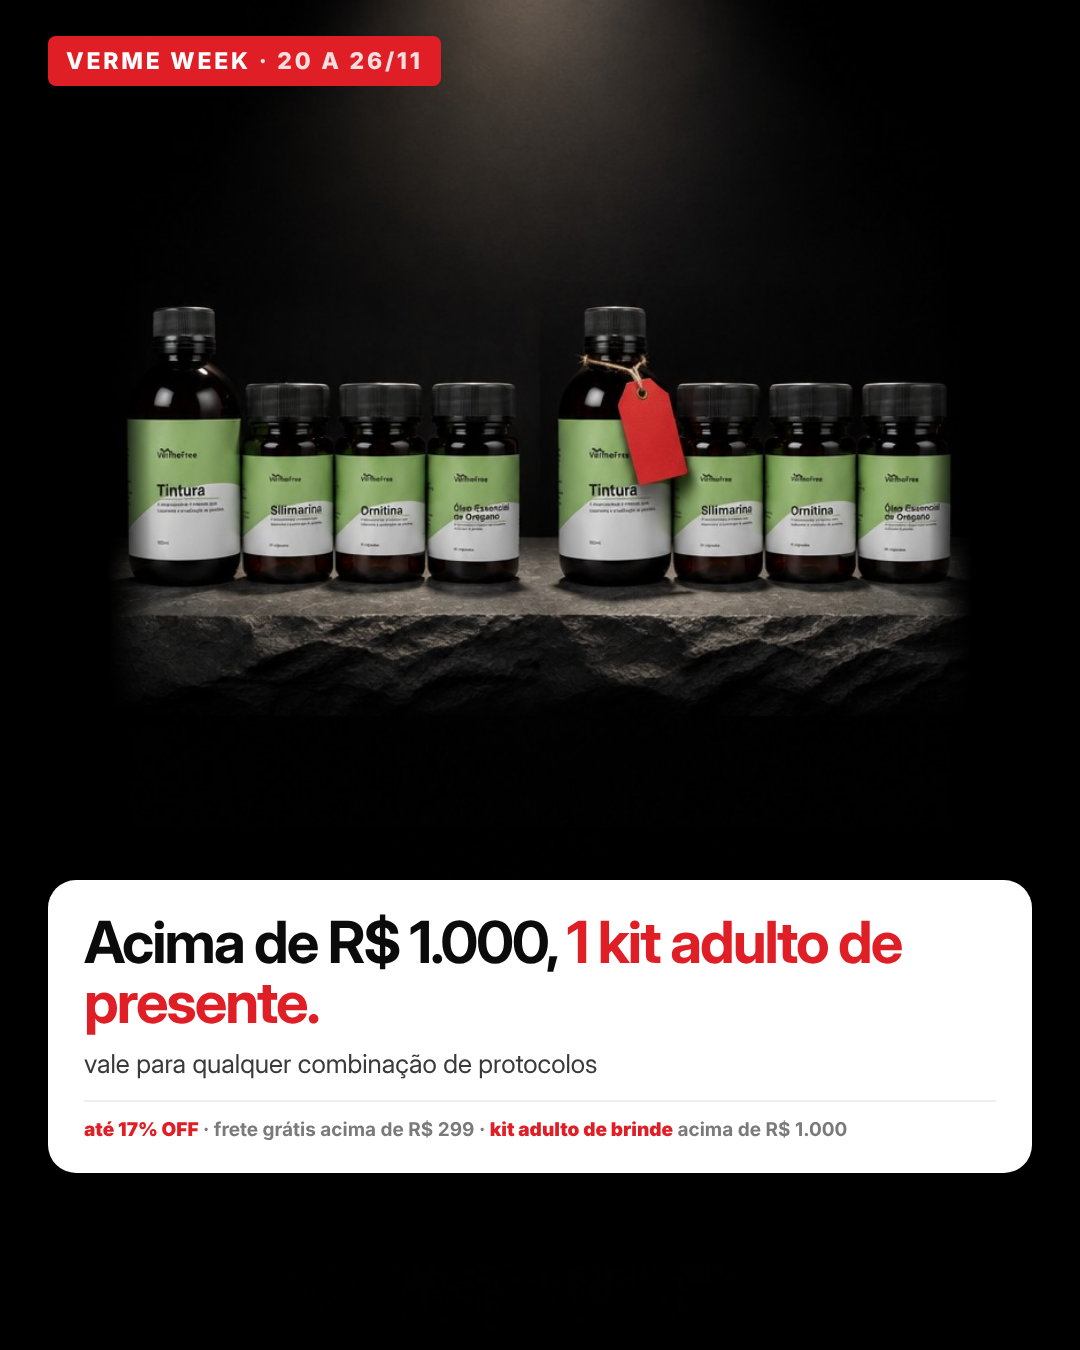 VERME WEEK · 20 A 26/11
VermeFree
Tintura
VermeFree
Silimarina
VermeFree
Ornitina
VermeFree
Óleo Essencial
de Orégano
VermeFree
Tintura
VermeFree
Silimarina
VermeFree
Ornitina
VermeFree
Óleo Essencial
de Orégano
Acima de R$ 1.000, 1 kit adulto de
presente.
vale para qualquer combinação de protocolos
até 17% OFF · frete grátis acima de R$ 299 · kit adulto de brinde acima de R$ 1.000